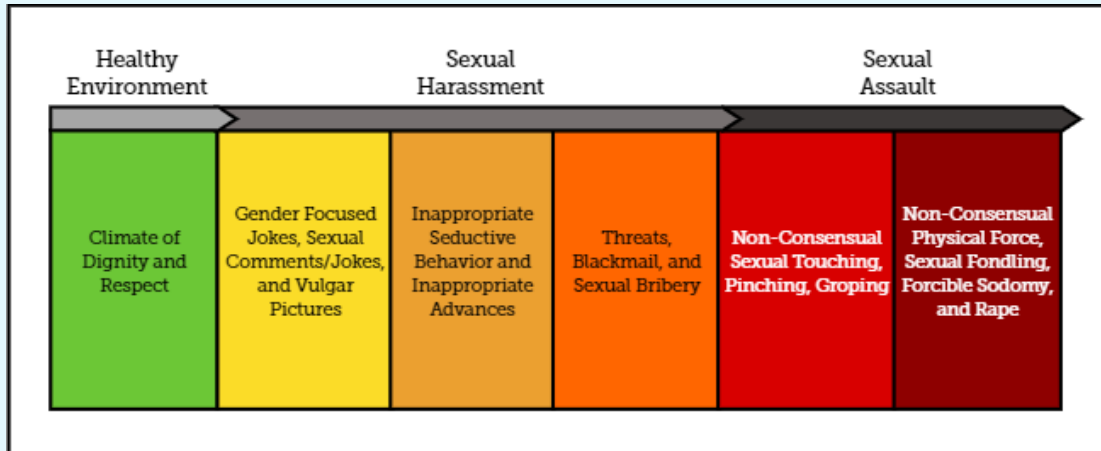 Healthy
Environment
Sexual
Harassment
Sexual
Assault
Climate of
Dignity and
Respect
Gender Focused
Jokes, Sexual
Comments/Jokes,
and Vulgar
Pictures
Inappropriate
Seductive
Behavior and
Inappropriate
Advances
Threats,
Blackmail, and
Sexual Bribery
Non-Consensual
Sexual Touching,
Pinching, Groping
Non-Consensual
Physical Force,
Sexual Fondling,
Forcible Sodomy,
and Rape